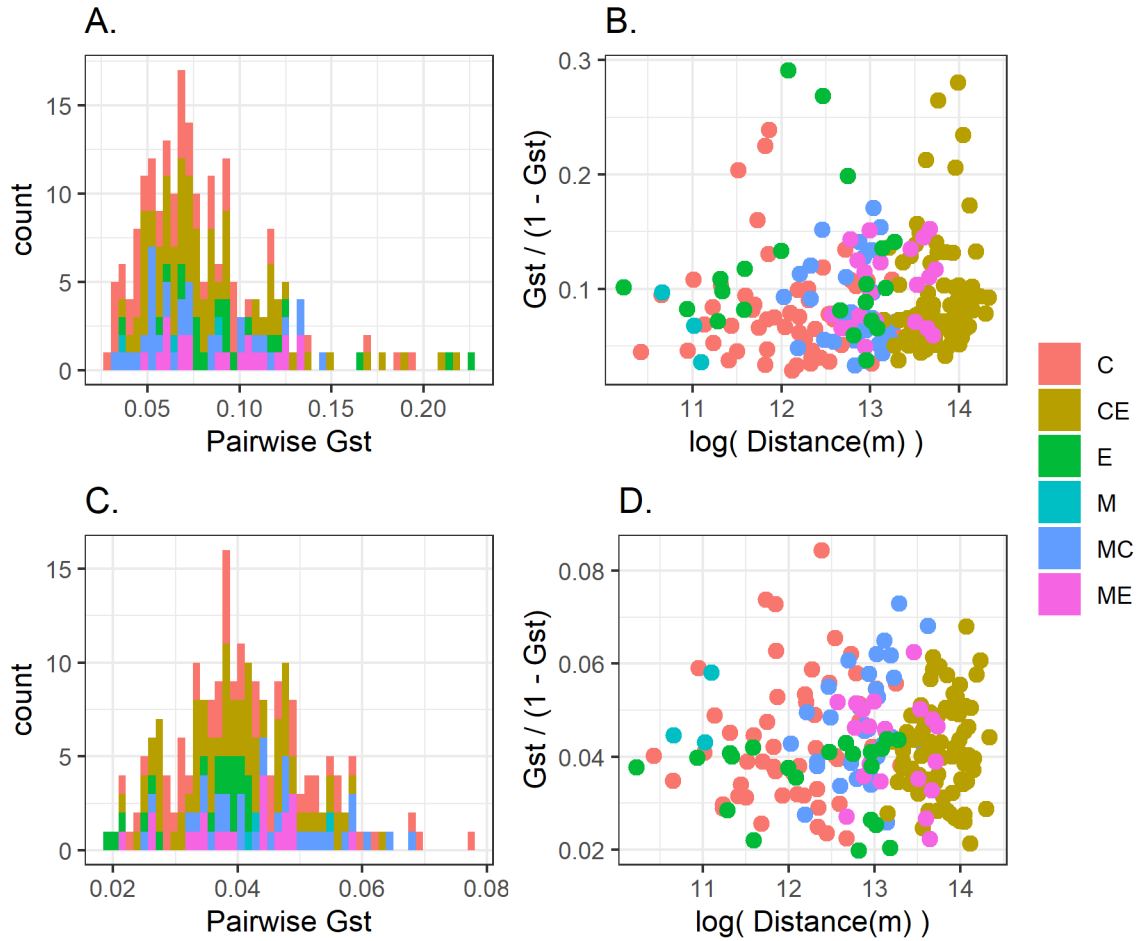 A.
15
10
5
0
count
0.05 0.10 0.15 0.20
Pairwise Gst
B.
0.3
0.2
0.1
Gst / (1 - Gst)
11 12 13 14
log( Distance(m) )
C.
15
10
5
0
count
0.02 0.04 0.06 0.08
Pairwise Gst
D.
0.08
0.06
0.04
0.02
Gst / (1 - Gst)
11 12 13 14
log( Distance(m) )
C
CE
E
M
MC
ME